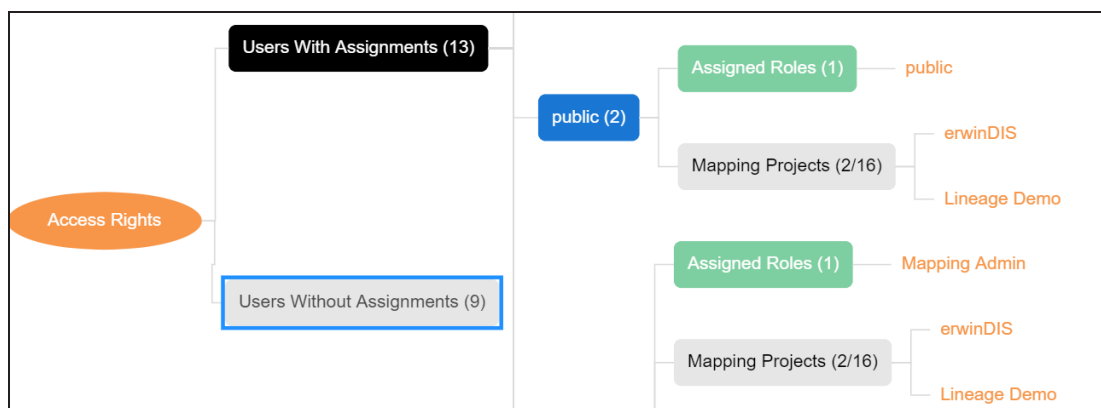 Users With Assignments (13)
Assigned Roles (1)
public
public (2)
erwinDIS
Mapping Projects (2/16)
Lineage Demo
Access Rights
Assigned Roles (1)
Mapping Admin
Users Without Assignments (9)
erwinDIS
Mapping Projects (2/16)
Lineage Demo